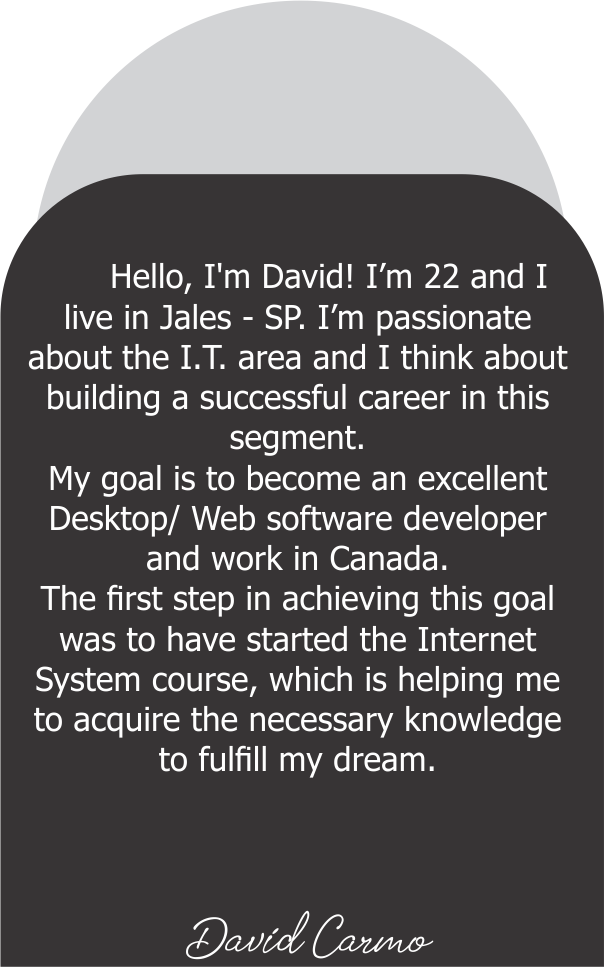 Hello, I'm David! I’m 22 and I
live in Jales - SP. I’m passionate
about the I.T. area and I think about
building a successful career in this
segment.
My goal is to become an excellent
Desktop/ Web software developer
and work in Canada.
The first step in achieving this goal
was to have started the Internet
System course, which is helping me
to acquire the necessary knowledge
to fulfill my dream.
David Carmo